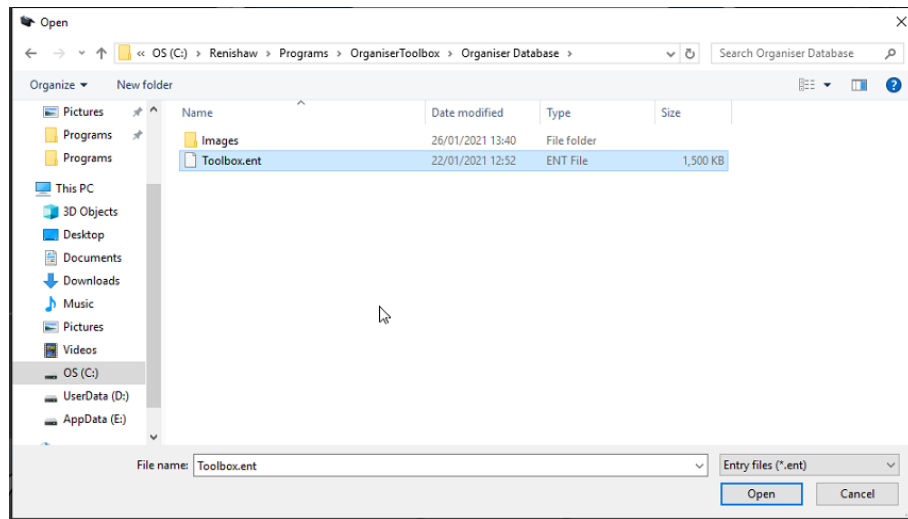 Open
« OS (C:) > Renishaw > Programs > OrganiserToolbox > Organiser Database >
Search Organiser Database
Organize
New folder
Pictures
Programs
Programs
This PC
3D Objects
Desktop
Documents
Downloads
Music
Pictures
Videos
OS (C:)
UserData (D:)
AppData (E:)
Name Date modified Type Size
Images 26/01/2021 13:40 File folder
Toolbox.ent 22/01/2021 12:52 ENT File 1,500 KB
File name: Toolbox.ent
Entry files (*.ent)
Open Cancel